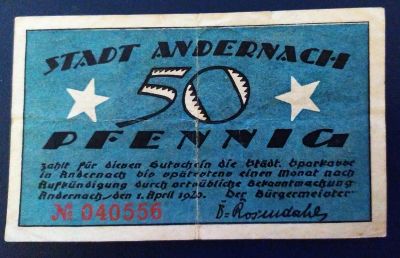 STADT ANDERNACH
50
PFENNIG
zahlt für diesen Gutschein die Städt. Sparkasse
in Andernach bis spätestens einen Monat nach
Aufkündigung durch ortsübliche Bekanntmachung
Andernach, den 1. April 1920. Der Bürgermeister
№ 040556
Rosendahl